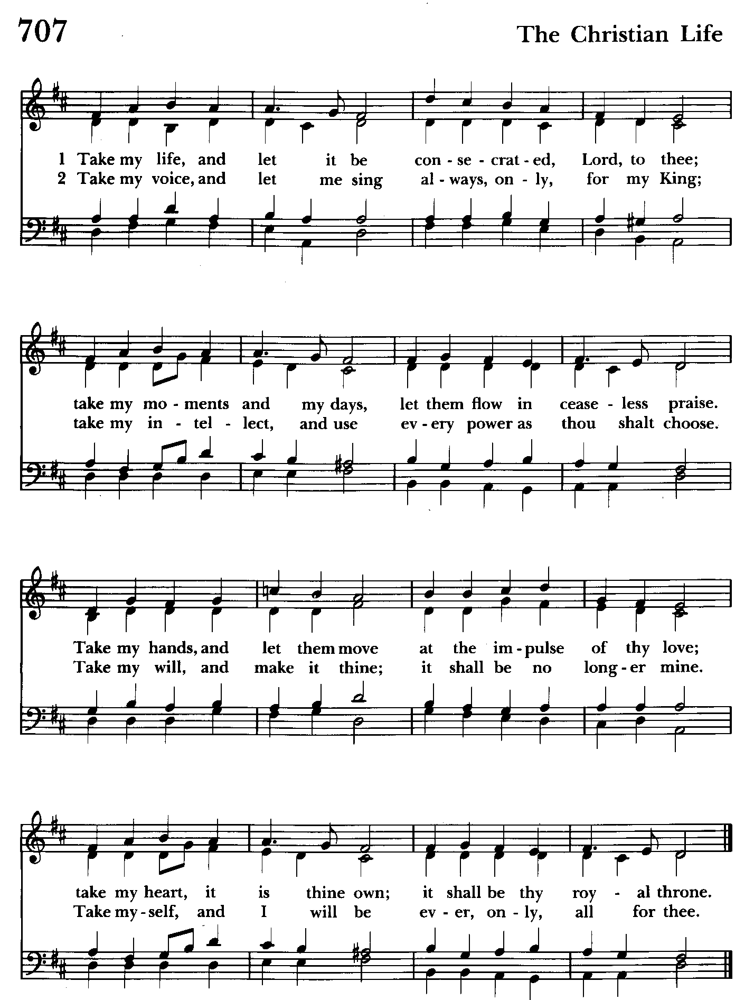 707
The Christian Life
1 Take my life, and let it be con - se - crat - ed, Lord, to thee;
2 Take my voice, and let me sing al - ways, on - ly, for my King;
take my mo - ments and my days, let them flow in cease - less praise.
take my in - tel - lect, and use ev - ery power as thou shalt choose.
Take my hands, and let them move at the im - pulse of thy love;
Take my will, and make it thine; it shall be no long - er mine.
take my heart, it is thine own; it shall be thy roy - al throne.
Take my - self, and I will be ev - er, on - ly, all for thee.